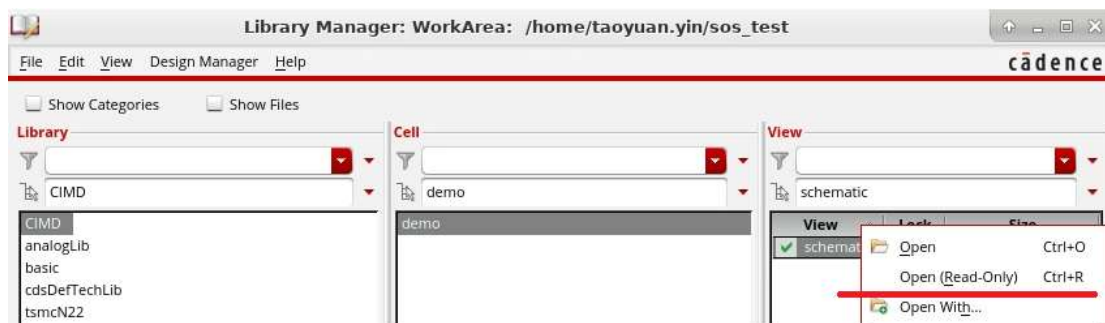 Library Manager: WorkArea: /home/taoyuan.yin/sos_test
File Edit View Design Manager Help
cādence
Show Categories Show Files
Library Cell View
CIMD demo schematic
CIMD demo View Lock Size
analogLib schemat Open Ctrl+O
basic Open (Read-Only) Ctrl+R
cdsDefTechLib
tsmcN22 Open With...